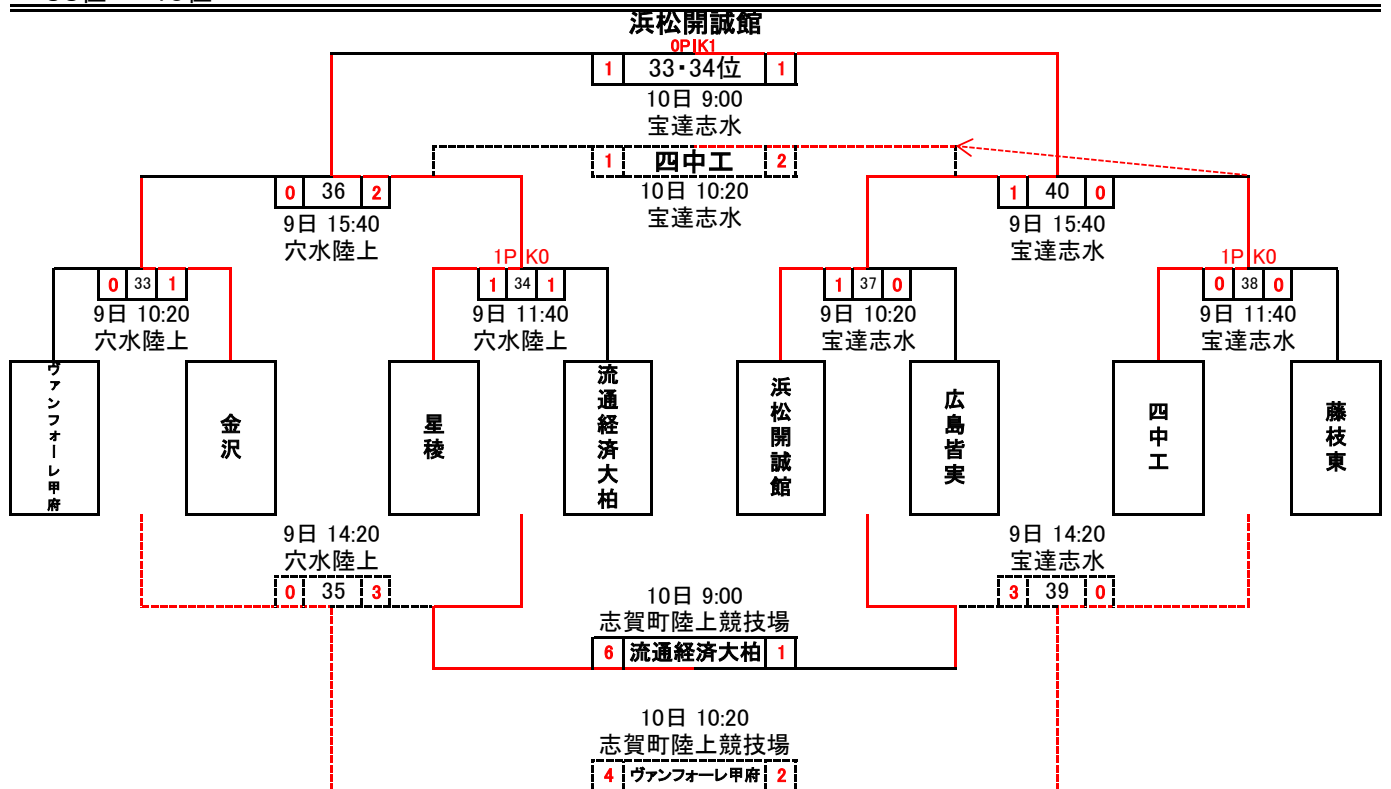 浜松開誠館
0PK1
1 33・34位 1
10日 9:00
宝達志水
1 四中工 2
10日 10:20
宝達志水
0 36 2
9日 15:40
穴水陸上
1 40 0
9日 15:40
宝達志水
0 33 1
9日 10:20
穴水陸上
1PK0
1 34 1
9日 11:40
穴水陸上
1 37 0
9日 10:20
宝達志水
1PK0
0 38 0
9日 11:40
宝達志水
ヴァンフォーレ甲府
金沢
星稜
流通経済大柏
浜松開誠館
広島皆実
四中工
藤枝東
9日 14:20
穴水陸上
0 35 3
9日 14:20
宝達志水
3 39 0
10日 9:00
志賀町陸上競技場
6 流通経済大柏 1
10日 10:20
志賀町陸上競技場
4 ヴァンフォーレ甲府 2